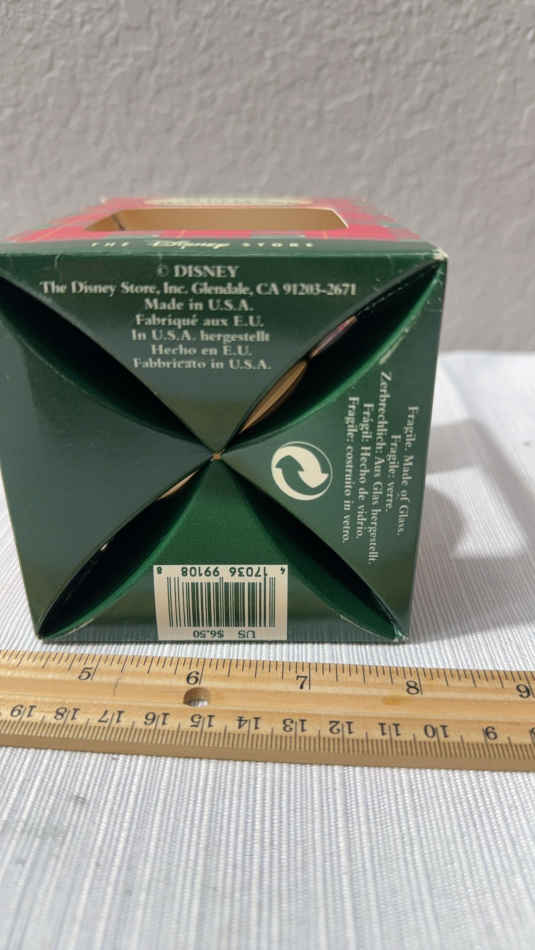 THE Disney STORE
© DISNEY
The Disney Store, Inc. Glendale, CA 91203-2671
Made in U.S.A.
Fabriqué aux E.U.
In U.S.A. hergestellt
Hecho en E.U.
Fabbricato in U.S.A.
Fragile. Made of Glass.
Fragile: verre.
Zerbrechlich: Aus Glas hergestellt.
Frágil: Hecho de vidrio.
Fragile: costruito in vetro.
US $6.50
4 17036 99108 8
5 6 7 8 9
19 18 17 16 15 14 13 12 11 10 9 8